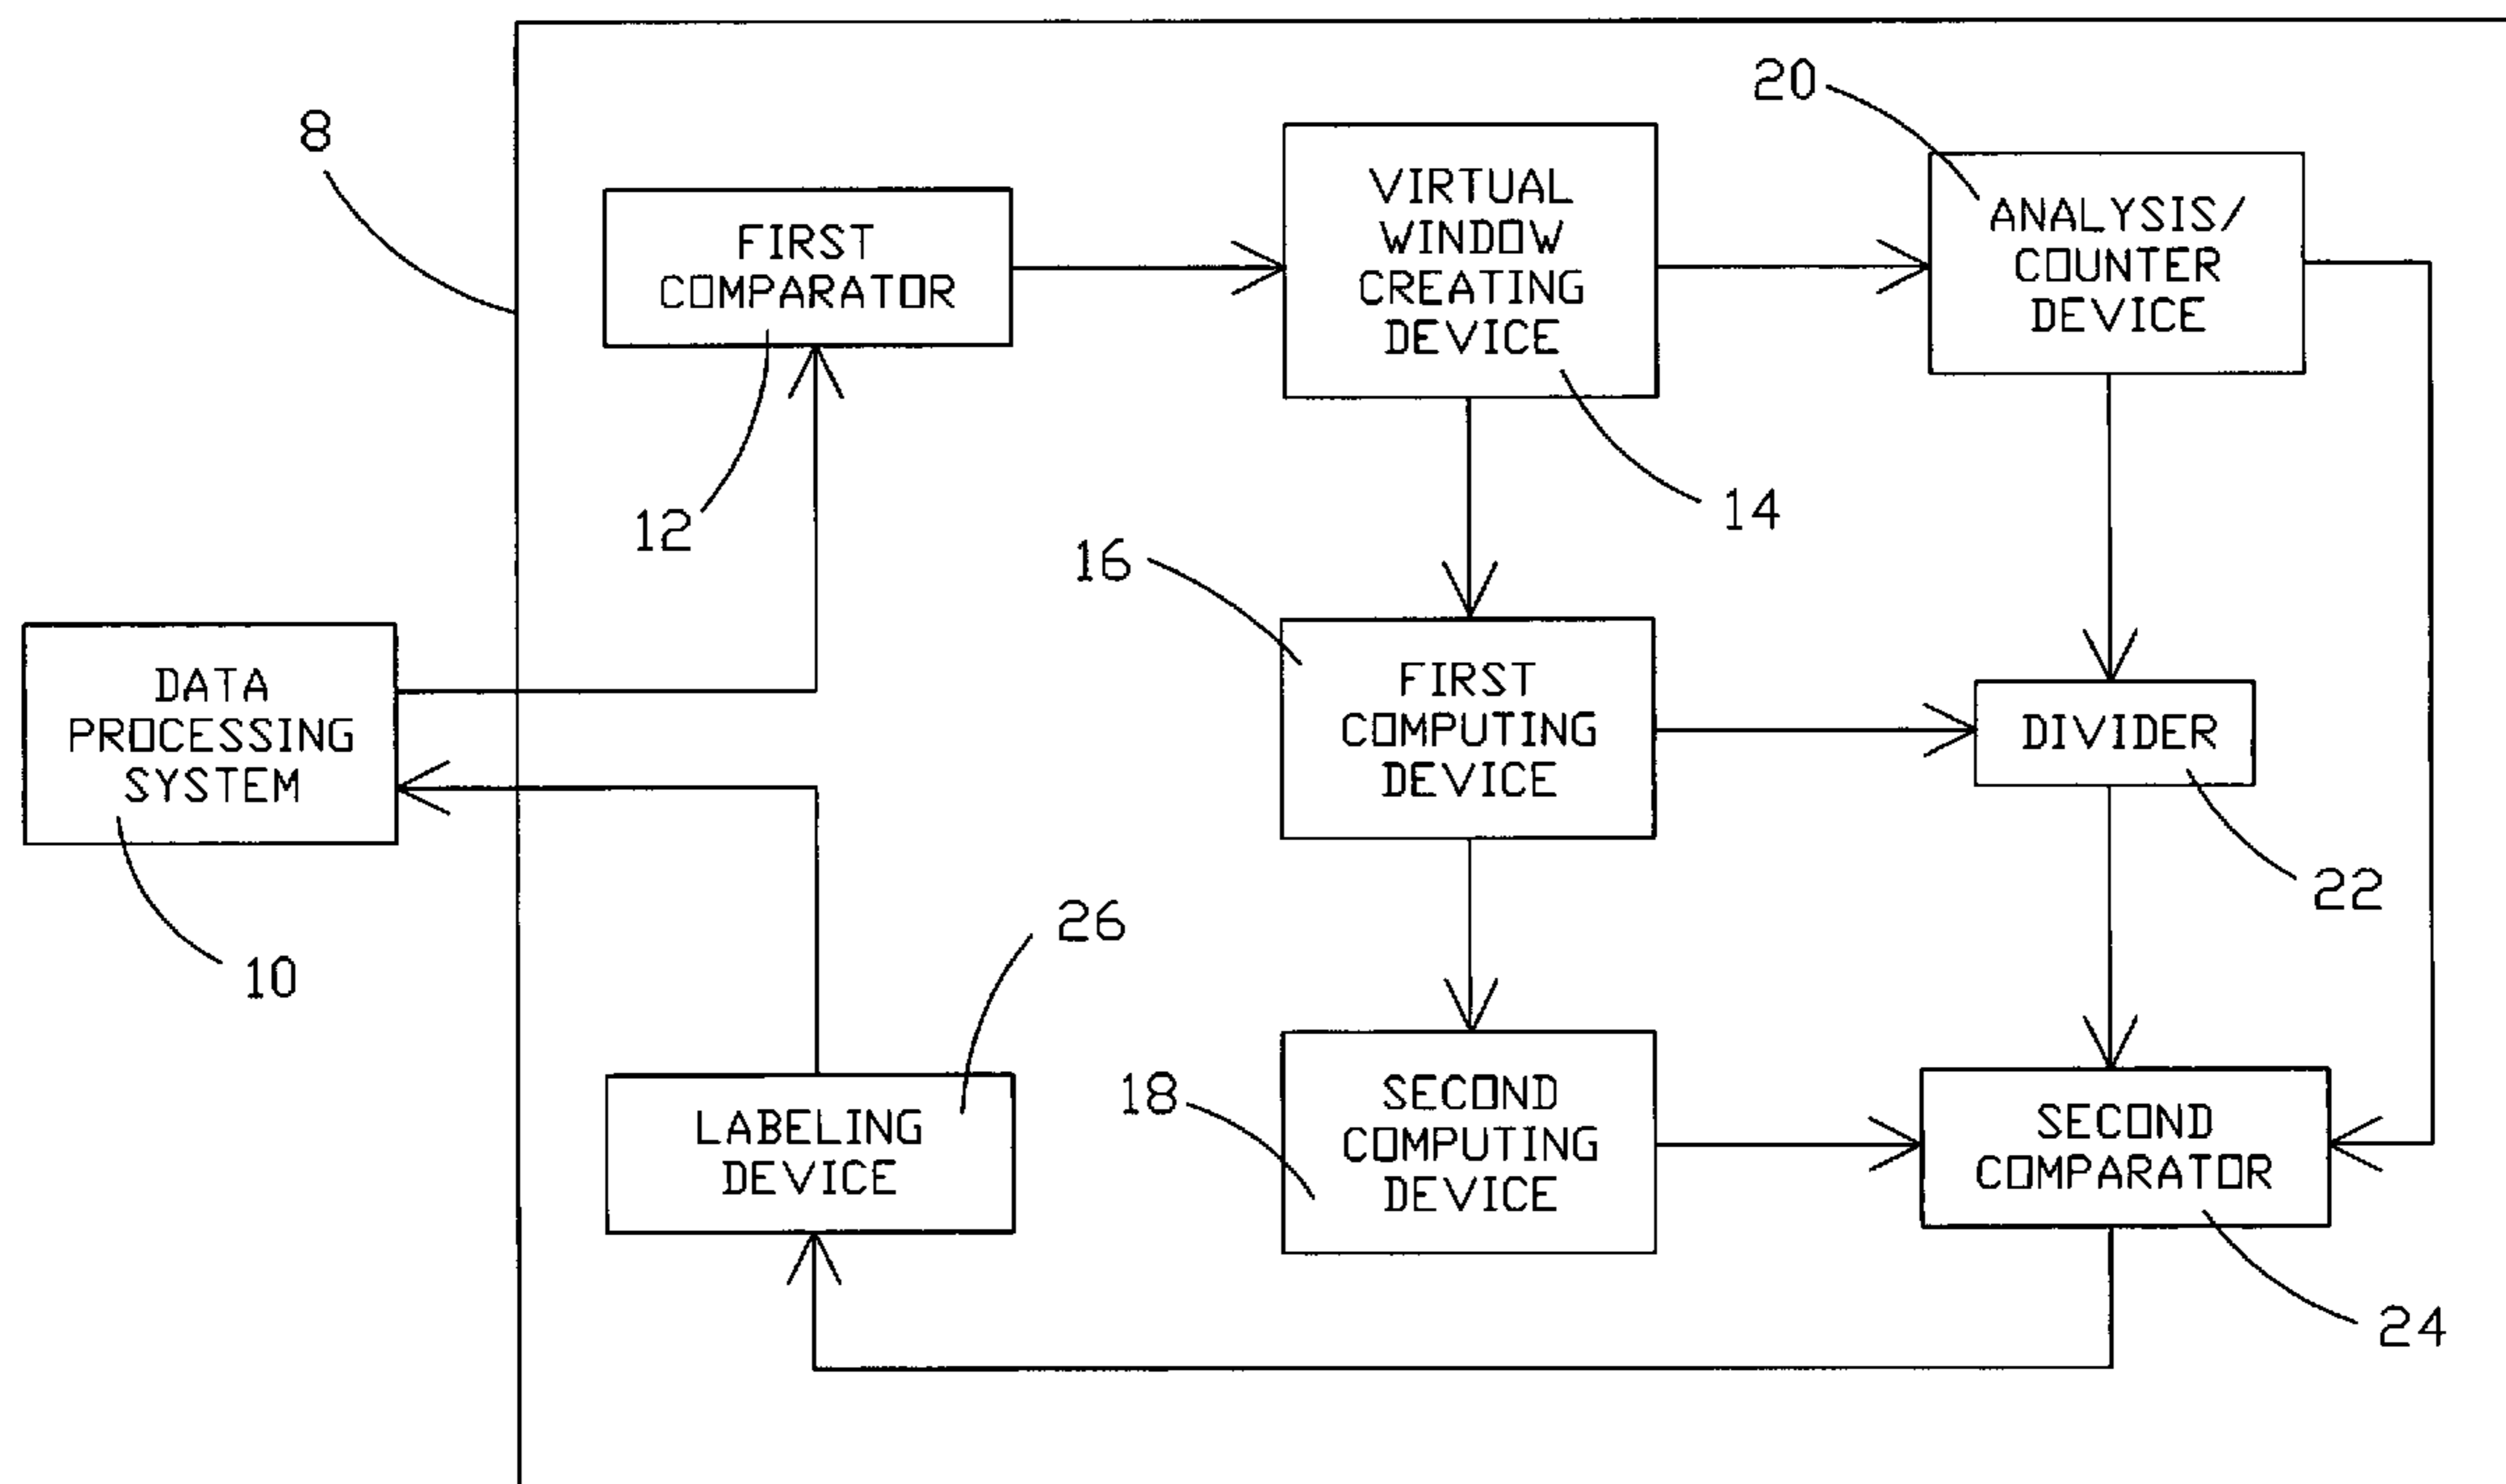 8
20
FIRST
COMPARATOR
12
VIRTUAL
WINDOW
CREATING
DEVICE
14
ANALYSIS/
COUNTER
DEVICE
DATA
PROCESSING
SYSTEM
10
16
FIRST
COMPUTING
DEVICE
DIVIDER
22
26
LABELING
DEVICE
18
SECOND
COMPUTING
DEVICE
SECOND
COMPARATOR
24